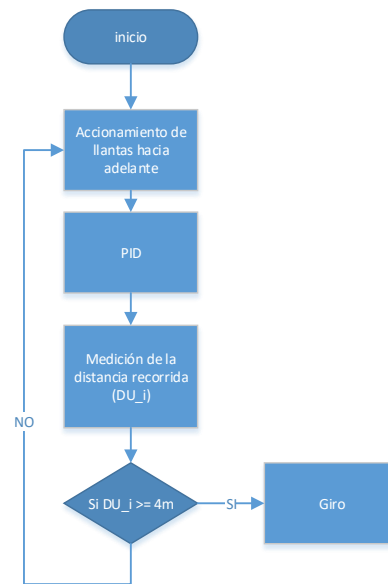 inicio
Accionamiento de
llantas hacia
adelante
PID
Medición de la
distancia recorrida
(DU_i)
NO
Si DU_i >= 4m
SI
Giro